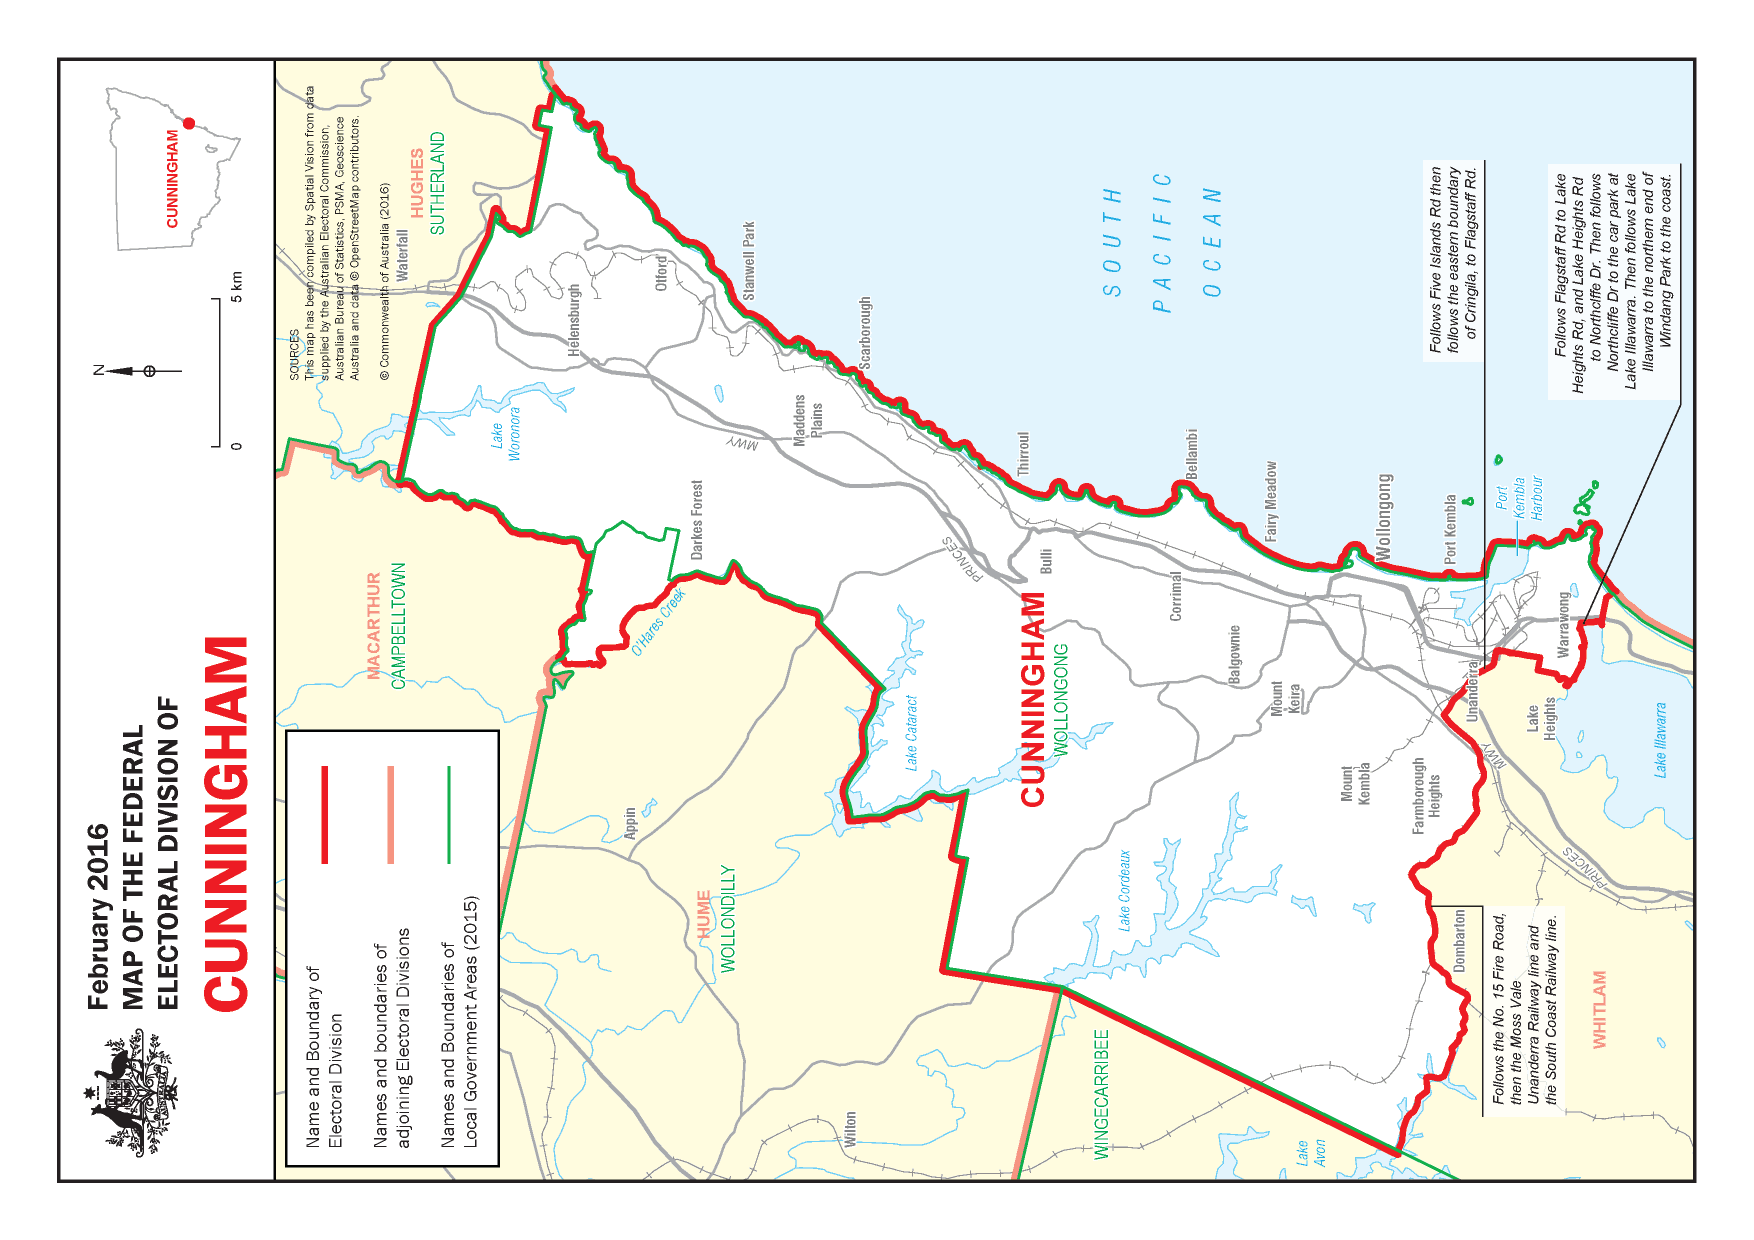 February 2016
MAP OF THE FEDERAL
ELECTORAL DIVISION OF
CUNNINGHAM
N
0
5 km
CUNNINGHAM
Name and Boundary of
Electoral Division
Names and boundaries of
adjoining Electoral Divisions
Names and Boundaries of
Local Government Areas (2015)
SOURCES
This map has been compiled by Spatial Vision from data
supplied by the Australian Electoral Commission,
Australian Bureau of Statistics, PSMA, Geoscience
Australia and data © OpenStreetMap contributors.
© Commonwealth of Australia (2016)
HUGHES
SUTHERLAND
Waterfall
MACARTHUR
CAMPBELLTOWN
Lake
Woronora
Helensburgh
Otford
Stanwell Park
Scarborough
Maddens
Plains
MWY
Darkes Forest
O'Hares Creek
Appin
HUME
WOLLONDILLY
Wilton
Lake Cataract
PRINCES
Thirroul
Bulli
CUNNINGHAM
WOLLONGONG
WINGECARRIBEE
Lake Cordeaux
Bellambi
Corrimal
Balgownie
Fairy Meadow
Mount
Keira
Mount
Kembla
Wollongong
Farmborough
Heights
Port Kembla
Unanderra
MWY
PRINCES
Port
Kembla
Harbour
Warrawong
Lake
Heights
Lake Illawarra
Dombarton
Lake
Avon
WHITLAM
SOUTH
PACIFIC
OCEAN
Follows Five Islands Rd then
follows the eastern boundary
of Cringila, to Flagstaff Rd.
Follows Flagstaff Rd to Lake
Heights Rd, and Lake Heights Rd
to Northcliffe Dr. Then follows
Northcliffe Dr to the car park at
Lake Illawarra. Then follows Lake
Illawarra to the northern end of
Windang Park to the coast.
Follows the No. 15 Fire Road,
then the Moss Vale
Unanderra Railway line and
the South Coast Railway line.